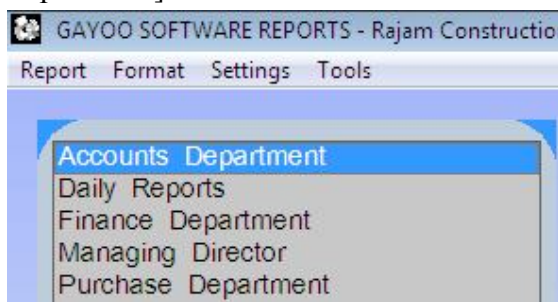 GAYOO SOFTWARE REPORTS - Rajam Constructio
Report Format Settings Tools
Accounts Department
Daily Reports
Finance Department
Managing Director
Purchase Department